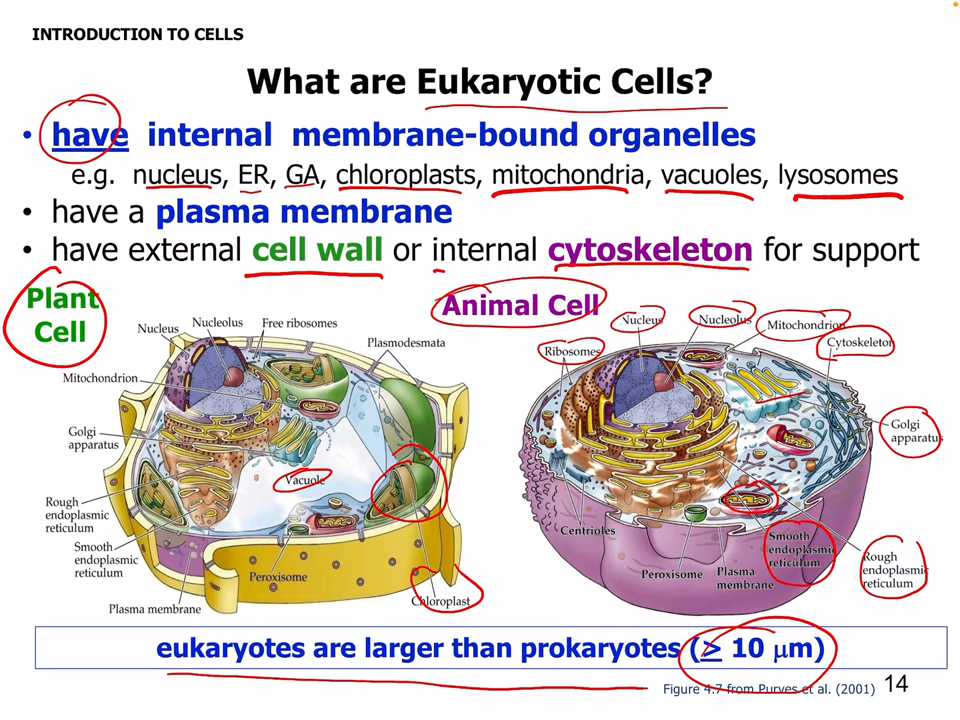 INTRODUCTION TO CELLS
What are Eukaryotic Cells?
• have internal membrane-bound organelles
e.g. nucleus, ER, GA, chloroplasts, mitochondria, vacuoles, lysosomes
• have a plasma membrane
• have external cell wall or internal cytoskeleton for support
Plant
Cell
Nucleus
Nucleolus
Free ribosomes
Plasmodesmata
Mitochondrion
Golgi
apparatus
Vacuole
Rough
endoplasmic
reticulum
Smooth
endoplasmic
reticulum
Peroxisome
Chloroplast
Plasma membrane
Animal Cell
Nucleus
Nucleolus
Mitochondrion
Cytoskeleton
Ribosomes
Golgi
apparatus
Centrioles
Smooth
endoplasmic
reticulum
Rough
endoplasmic
reticulum
Peroxisome
Plasma
membrane
eukaryotes are larger than prokaryotes (≥ 10 μm)
Figure 4.7 from Purves et al. (2001)
14